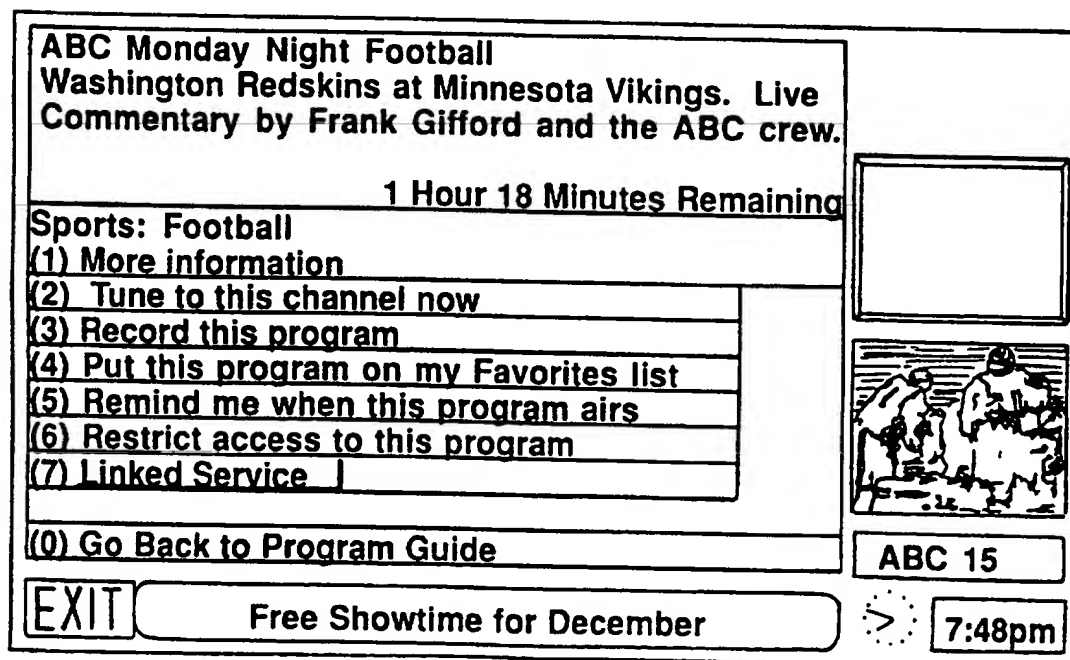 ABC Monday Night Football
Washington Redskins at Minnesota Vikings. Live
Commentary by Frank Gifford and the ABC crew.
1 Hour 18 Minutes Remaining
Sports: Football
(1) More information
(2) Tune to this channel now
(3) Record this program
(4) Put this program on my Favorites list
(5) Remind me when this program airs
(6) Restrict access to this program
(7) Linked Service
(0) Go Back to Program Guide
ABC 15
EXIT
Free Showtime for December
7:48pm